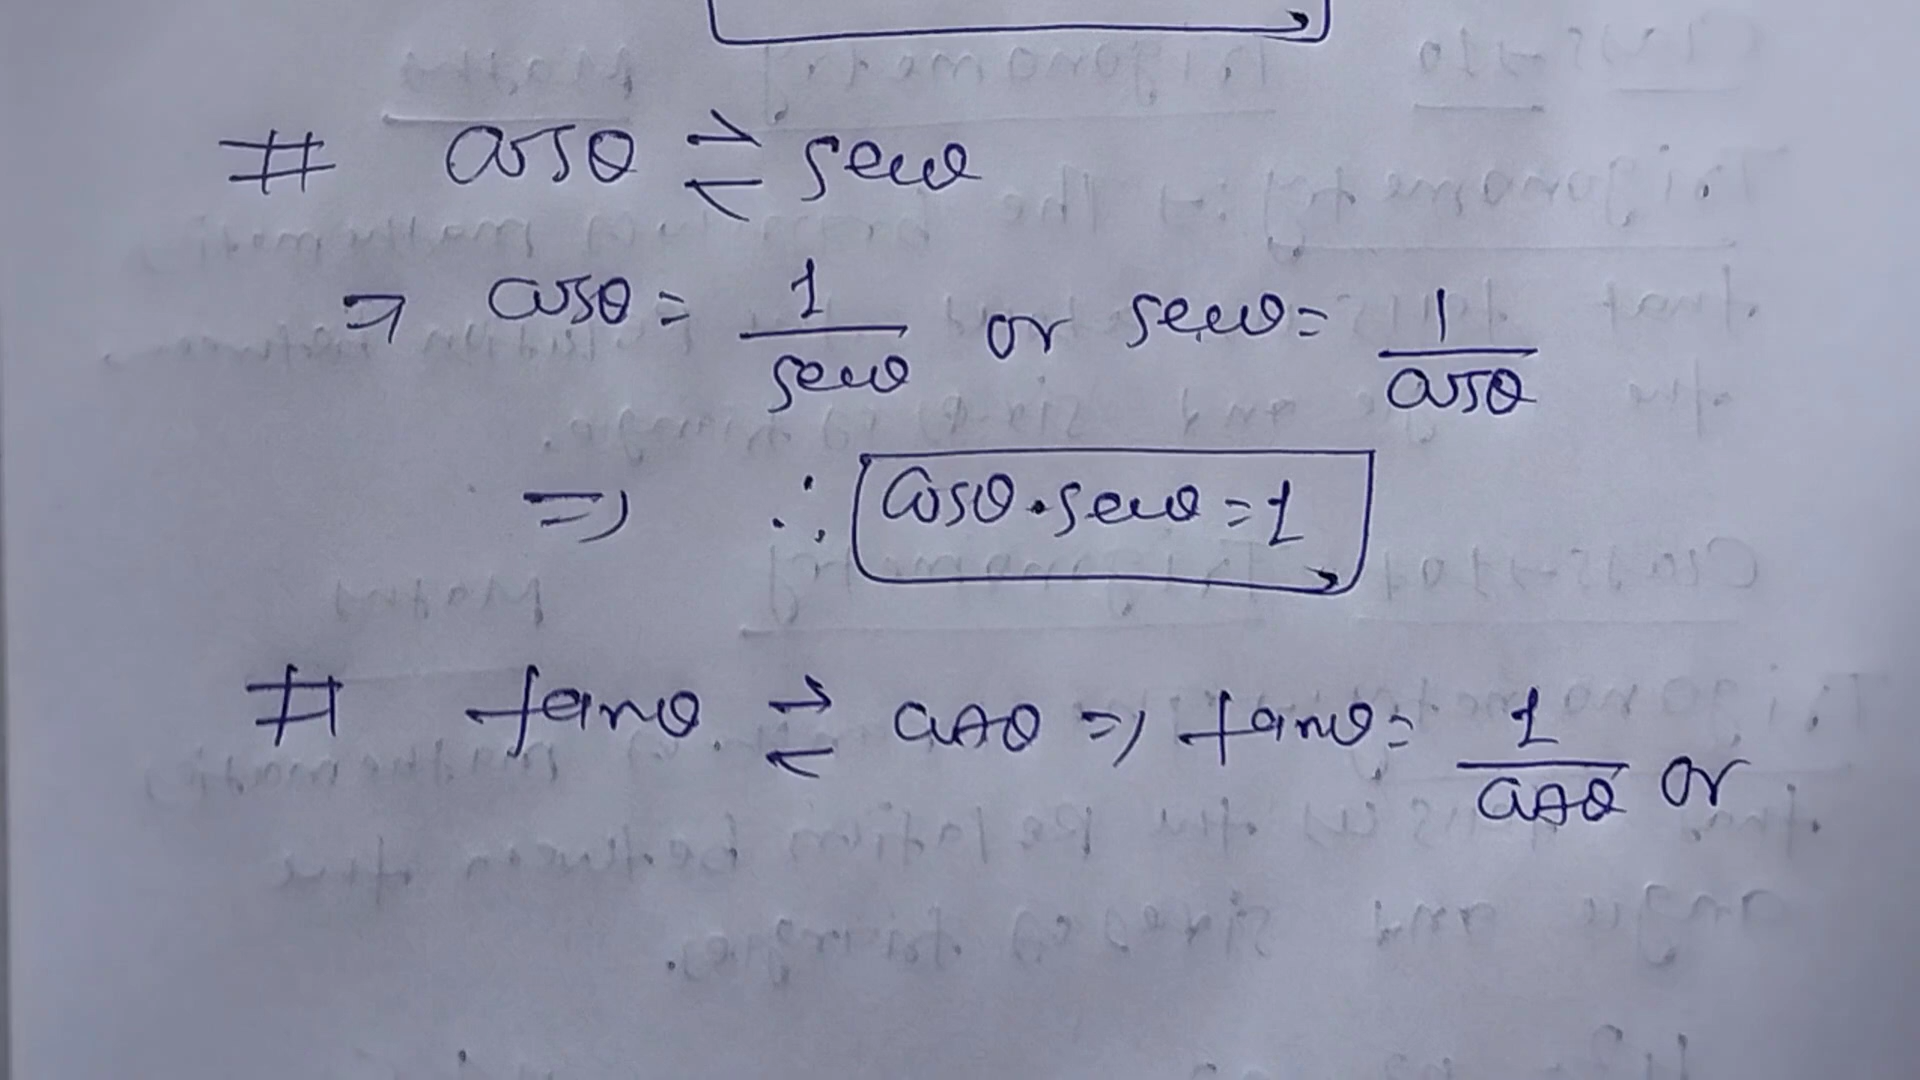 # cosθ ⇌ secθ
⇒ cosθ = 1/secθ or secθ = 1/cosθ
⇒ ∴ cosθ . secθ = 1
# tanθ ⇌ cotθ ⇒ tanθ = 1/cotθ or